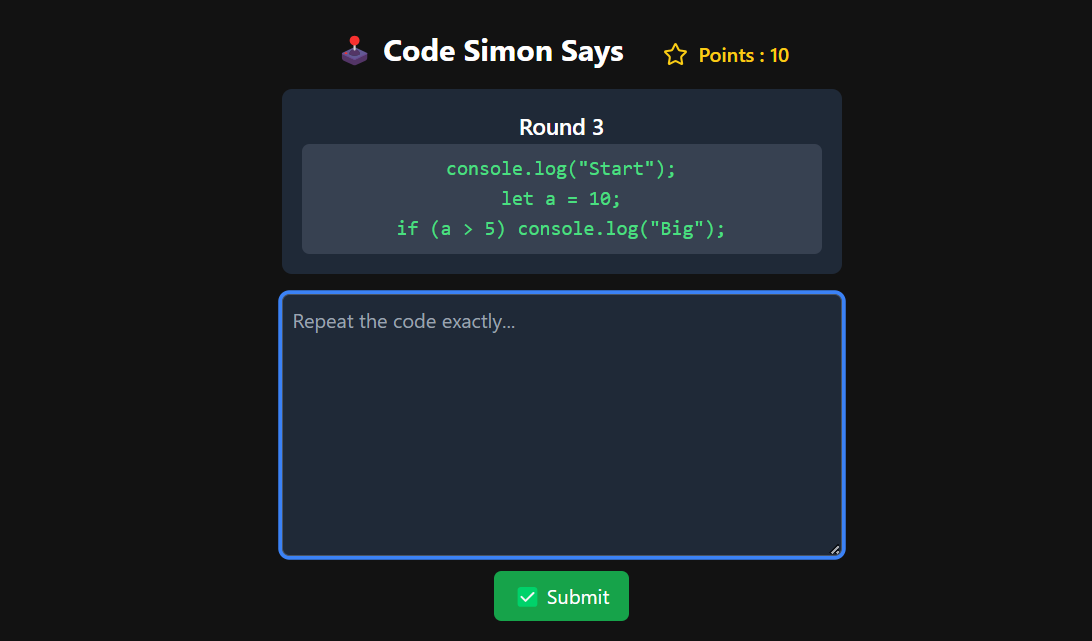 Code Simon Says
Points : 10
Round 3
console.log("Start");
let a = 10;
if (a > 5) console.log("Big");
Repeat the code exactly...
Submit